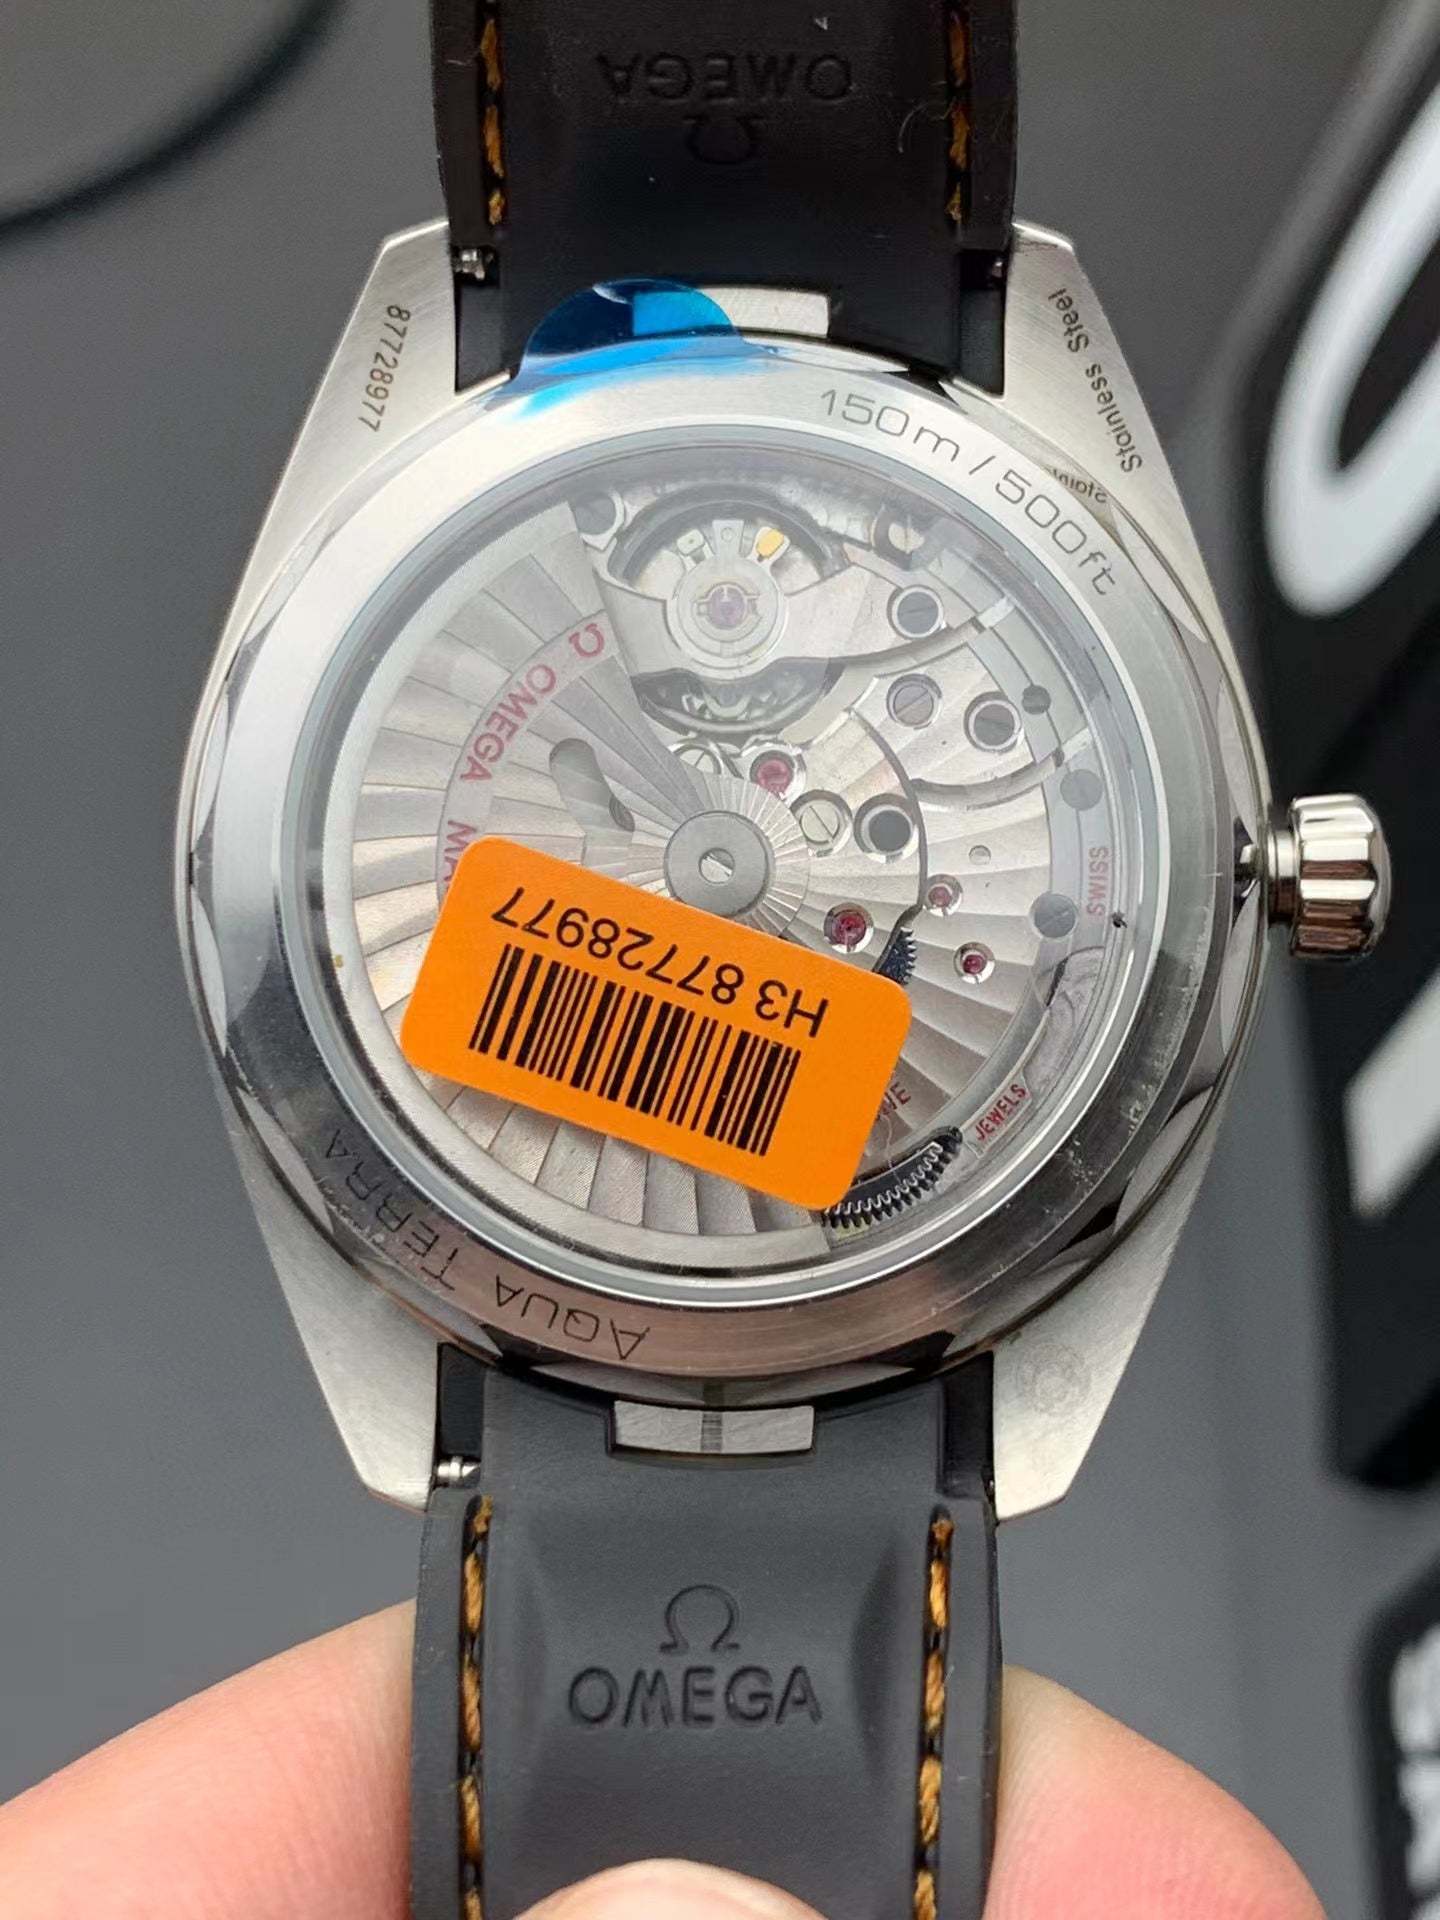 OMEGA
Ω
87728977
Stainless Steel
150m / 500ft
Ω OMEGA
SWISS
H3 87728977
JEWELS
AQUA TERRA
Ω
OMEGA